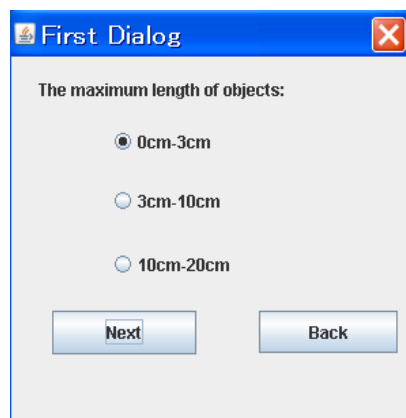 First Dialog
The maximum length of objects:
0cm-3cm
3cm-10cm
10cm-20cm
Next Back